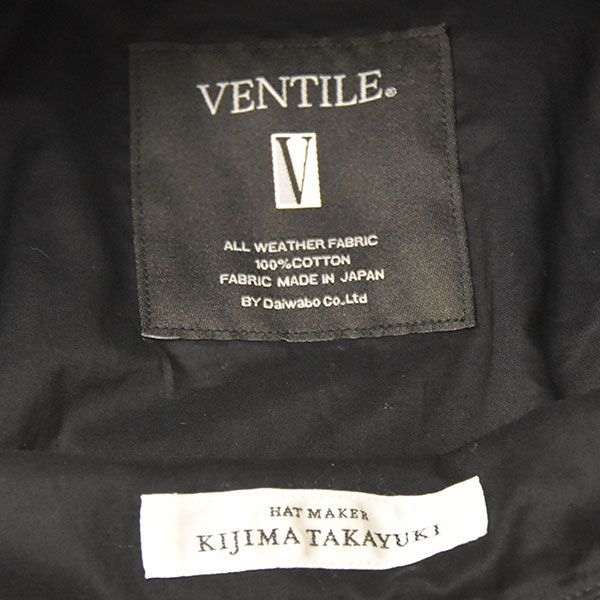 VENTILE®
V
ALL WEATHER FABRIC
100%COTTON
FABRIC MADE IN JAPAN
BY Daiwabo Co.,Ltd
HAT MAKER
KIJIMA TAKAYUKI